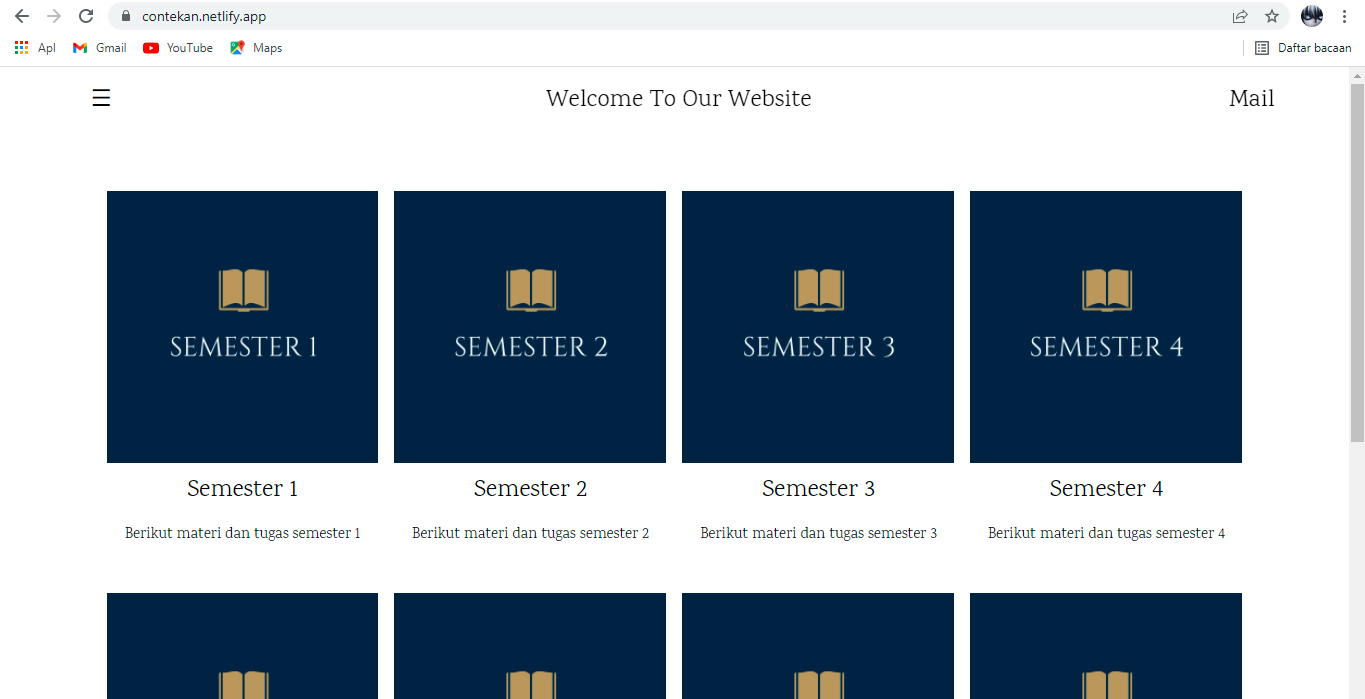 contekan.netlify.app
Apl Gmail YouTube Maps Daftar bacaan
☰ Welcome To Our Website Mail
SEMESTER 1 SEMESTER 2 SEMESTER 3 SEMESTER 4
Semester 1 Semester 2 Semester 3 Semester 4
Berikut materi dan tugas semester 1 Berikut materi dan tugas semester 2 Berikut materi dan tugas semester 3 Berikut materi dan tugas semester 4